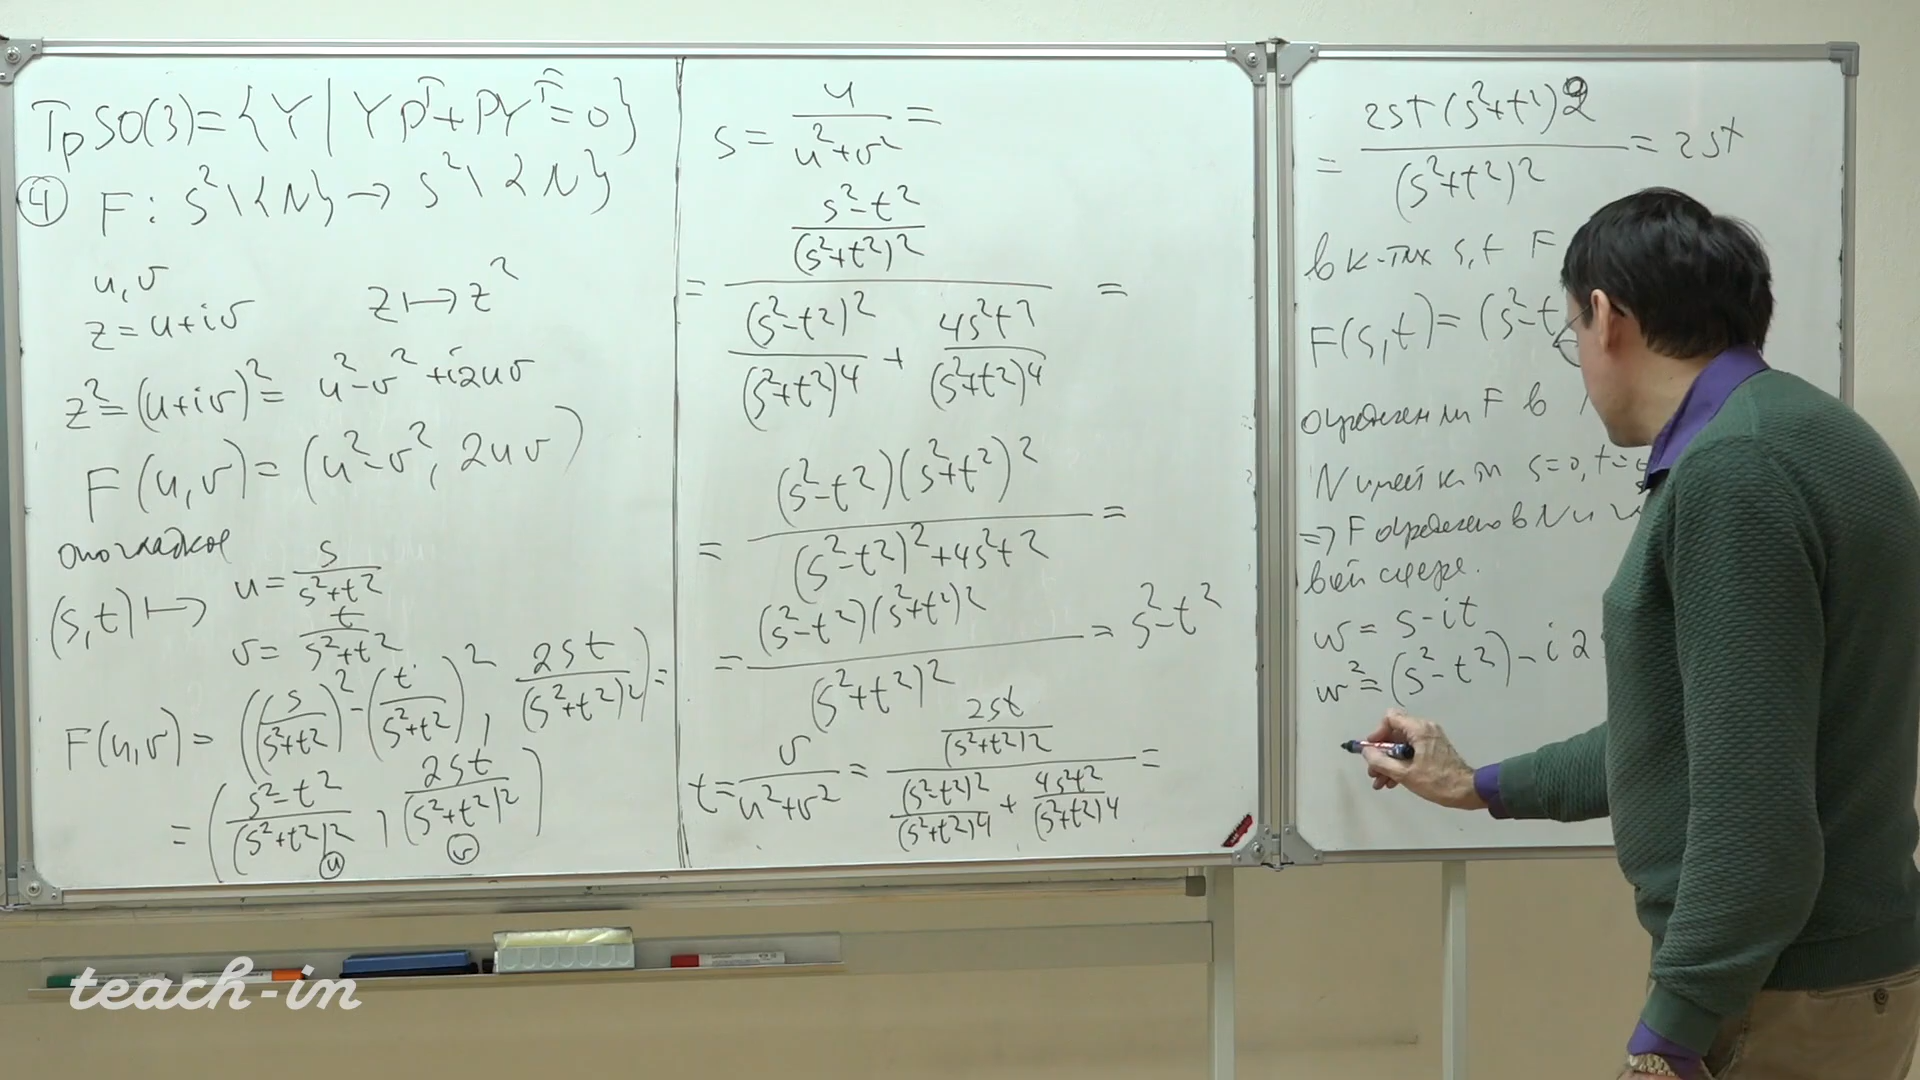 T_p SO(3) = {Y | YP^T + PY^T = 0}
④ F : S²\{N} → S²\{N}
u, v
z = u+iv    z ↦ z²
z² = (u+iv)² = u²-v² + i2uv
F(u,v) = (u²-v², 2uv)
(s,t) ↦ u = s/(s²+t²)
v = t/(s²+t²)
F(u,v) = ((s/(s²+t²))² - (t/(s²+t²))², 2st/(s²+t²)²) =
= ((s²-t²)/(s²+t²)², 2st/(s²+t²)²)
ⓤ ⓥ
s = u/(u²+v²) =
= ((s²-t²)/(s²+t²)²)/((s²-t²)²/(s²+t²)⁴ + 4s²t²/(s²+t²)⁴) =
= (s²-t²)(s²+t²)²/((s²-t²)²+4s²t²) =
= (s²-t²)(s²+t²)²/(s²+t²)² = s²-t²
t = v/(u²+v²) = (2st/(s²+t²)²)/((s²-t²)²/(s²+t²)⁴ + 4s²t²/(s²+t²)⁴) =
= 2st(s²+t²)²/(s²+t²)² = 2st
в к-тах s,t F
F(s,t) = (s²-t
F в
N s=0, t=
⇒ F в N и
всей сфере.
w = s-it
w² = (s²-t²) - i2
teach-in